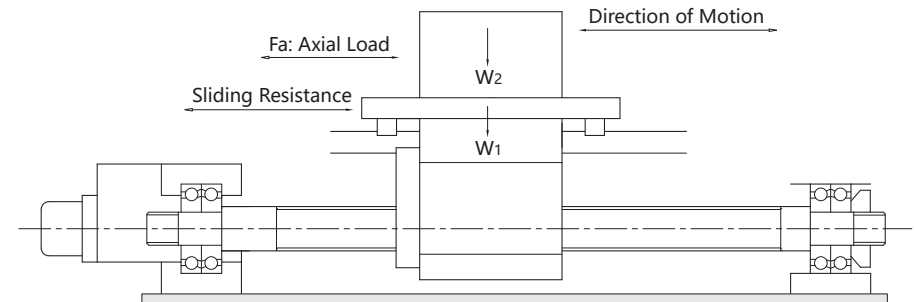 Direction of Motion
Fa: Axial Load
W2
Sliding Resistance
W1